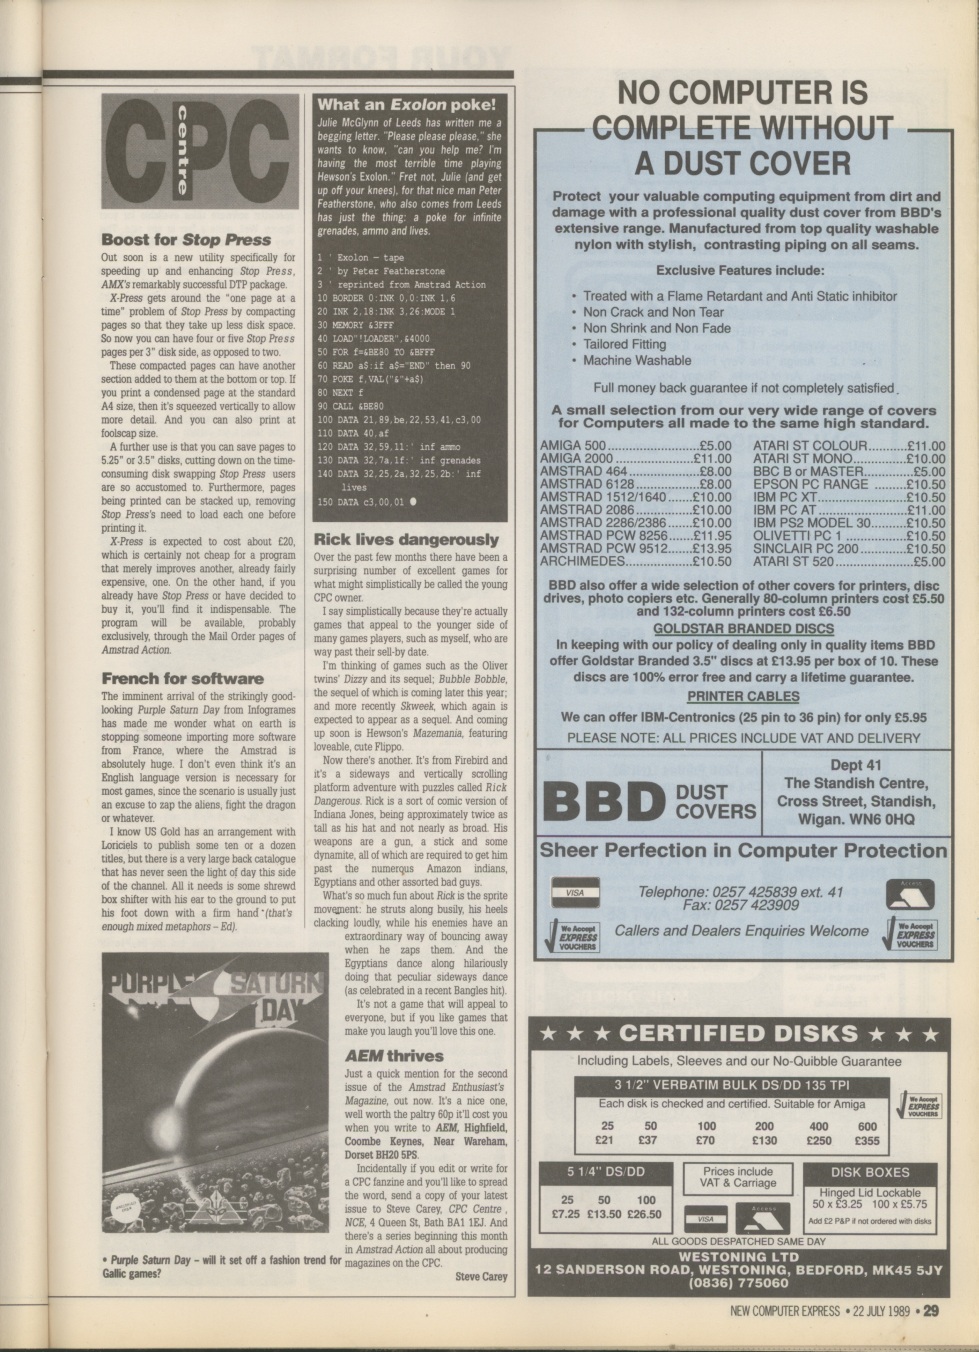 CPC
centre
Boost for Stop Press
Out soon is a new utility specifically for
speeding up and enhancing Stop Press,
AMX's remarkably successful DTP package.
X-Press gets around the "one page at a
time" problem of Stop Press by compacting
pages so that they take up less disk space.
So now you can have four or five Stop Press
pages per 3" disk side, as opposed to two.
These compacted pages can have another
section added to them at the bottom or top. If
you print a condensed page at the standard
A4 size, then it's squeezed vertically to allow
more detail. And you can also print at
foolscap size.
A further use is that you can save pages to
5.25" or 3.5" disks, cutting down on the time-
consuming disk swapping Stop Press users
are so accustomed to. Furthermore, pages
being printed can be stacked up, removing
Stop Press's need to load each one before
printing it.
X-Press is expected to cost about £20,
which is certainly not cheap for a program
that merely improves another, already fairly
expensive, one. On the other hand, if you
already have Stop Press or have decided to
buy it, you'll find it indispensable. The
program will be available, probably
exclusively, through the Mail Order pages of
Amstrad Action.
French for software
The imminent arrival of the strikingly good-
looking Purple Saturn Day from Infogrames
has made me wonder what on earth is
stopping someone importing more software
from France, where the Amstrad is
absolutely huge. I don't even think it's an
English language version is necessary for
most games, since the scenario is usually just
an excuse to zap the aliens, fight the dragon
or whatever.
I know US Gold has an arrangement with
Loriciels to publish some ten or a dozen
titles, but there is a very large back catalogue
that has never seen the light of day this side
of the channel. All it needs is some shrewd
box shifter with his ear to the ground to put
his foot down with a firm hand (that's
enough mixed metaphors – Ed).
PURPLE SATURN
DAY
• Purple Saturn Day – will it set off a fashion trend for
Gallic games?
What an Exolon poke!
Julie McGlynn of Leeds has written me a
begging letter. "Please please please," she
wants to know, "can you help me? I'm
having the most terrible time playing
Hewson's Exolon." Fret not, Julie (and get
up off your knees), for that nice man Peter
Featherstone, who also comes from Leeds
has just the thing: a poke for infinite
grenades, ammo and lives.
1 ' Exolon – tape
2 ' by Peter Featherstone
3 ' reprinted from Amstrad Action
10 BORDER 0:INK 0,0:INK 1,6
20 INK 2,18:INK 3,26:MODE 1
30 MEMORY &3FFF
40 LOAD"!LOADER",&4000
50 FOR f=&BE80 TO &BFFF
60 READ a$:if a$="END" then 90
70 POKE f,VAL("&"+a$)
80 NEXT f
90 CALL &BE80
100 DATA 21,89,be,22,53,41,c3,00
110 DATA 40,af
120 DATA 32,59,11:' inf ammo
130 DATA 32,7a,1f:' inf grenades
140 DATA 32,25,2a,32,25,2b:' inf
lives
150 DATA c3,00,01 ●
Rick lives dangerously
Over the past few months there have been a
surprising number of excellent games for
what might simplistically be called the young
CPC owner.
I say simplistically because they're actually
games that appeal to the younger side of
many games players, such as myself, who are
way past their sell-by date.
I'm thinking of games such as the Oliver
twins' Dizzy and its sequel; Bubble Bobble,
the sequel of which is coming later this year;
and more recently Skweek, which again is
expected to appear as a sequel. And coming
up soon is Hewson's Mazemania, featuring
loveable, cute Flippo.
Now there's another. It's from Firebird and
it's a sideways and vertically scrolling
platform adventure with puzzles called Rick
Dangerous. Rick is a sort of comic version of
Indiana Jones, being approximately twice as
tall as his hat and not nearly as broad. His
weapons are a gun, a stick and some
dynamite, all of which are required to get him
past the numerous Amazon indians,
Egyptians and other assorted bad guys.
What's so much fun about Rick is the sprite
movement: he struts along busily, his heels
clacking loudly, while his enemies have an
extraordinary way of bouncing away
when he zaps them. And the
Egyptians dance along hilariously
doing that peculiar sideways dance
(as celebrated in a recent Bangles hit).
It's not a game that will appeal to
everyone, but if you like games that
make you laugh you'll love this one.
AEM thrives
Just a quick mention for the second
issue of the Amstrad Enthusiast's
Magazine, out now. It's a nice one,
well worth the paltry 60p it'll cost you
when you write to AEM, Highfield,
Coombe Keynes, Near Wareham,
Dorset BH20 5PS.
Incidentally if you edit or write for
a CPC fanzine and you'll like to spread
the word, send a copy of your latest
issue to Steve Carey, CPC Centre ,
NCE, 4 Queen St, Bath BA1 1EJ. And
there's a series beginning this month
in Amstrad Action all about producing
magazines on the CPC.
Steve Carey
NO COMPUTER IS
COMPLETE WITHOUT
A DUST COVER
Protect your valuable computing equipment from dirt and
damage with a professional quality dust cover from BBD's
extensive range. Manufactured from top quality washable
nylon with stylish, contrasting piping on all seams.
Exclusive Features include:
• Treated with a Flame Retardant and Anti Static inhibitor
• Non Crack and Non Tear
• Non Shrink and Non Fade
• Tailored Fitting
• Machine Washable
Full money back guarantee if not completely satisfied.
A small selection from our very wide range of covers
for Computers all made to the same high standard.
AMIGA 500..........£5.00
AMIGA 2000..........£11.00
AMSTRAD 464..........£8.00
AMSTRAD 6128..........£8.00
AMSTRAD 1512/1640.......£10.00
AMSTRAD 2086..........£10.00
AMSTRAD 2286/2386.......£10.00
AMSTRAD PCW 8256......£11.95
AMSTRAD PCW 9512......£13.95
ARCHIMEDES..........£10.50
ATARI ST COLOUR..........£11.00
ATARI ST MONO..........£10.00
BBC B or MASTER..........£5.00
EPSON PC RANGE..........£10.50
IBM PC XT..........£10.50
IBM PC AT..........£11.00
IBM PS2 MODEL 30..........£10.50
OLIVETTI PC 1..........£10.50
SINCLAIR PC 200..........£10.50
ATARI ST 520..........£5.00
BBD also offer a wide selection of other covers for printers, disc
drives, photo copiers etc. Generally 80-column printers cost £5.50
and 132-column printers cost £6.50
GOLDSTAR BRANDED DISCS
In keeping with our policy of dealing only in quality items BBD
offer Goldstar Branded 3.5" discs at £13.95 per box of 10. These
discs are 100% error free and carry a lifetime guarantee.
PRINTER CABLES
We can offer IBM-Centronics (25 pin to 36 pin) for only £5.95
PLEASE NOTE: ALL PRICES INCLUDE VAT AND DELIVERY
BBD DUST
COVERS
Dept 41
The Standish Centre,
Cross Street, Standish,
Wigan. WN6 0HQ
Sheer Perfection in Computer Protection
VISA
Telephone: 0257 425839 ext. 41
Fax: 0257 423909
Access
We Accept
EXPRESS
VOUCHERS
Callers and Dealers Enquiries Welcome
We Accept
EXPRESS
VOUCHERS
★ ★ ★ CERTIFIED DISKS ★ ★ ★
Including Labels, Sleeves and our No-Quibble Guarantee
3 1/2" VERBATIM BULK DS/DD 135 TPI
Each disk is checked and certified. Suitable for Amiga
25 50 100 200 400 600
£21 £37 £70 £130 £250 £355
We Accept
EXPRESS
VOUCHERS
5 1/4" DS/DD
25 50 100
£7.25 £13.50 £26.50
Prices include
VAT & Carriage
VISA
Access
DISK BOXES
Hinged Lid Lockable
50 x £3.25 100 x £5.75
Add £2 P&P if not ordered with disks
ALL GOODS DESPATCHED SAME DAY
WESTONING LTD
12 SANDERSON ROAD, WESTONING, BEDFORD, MK45 5JY
(0836) 775060
NEW COMPUTER EXPRESS • 22 JULY 1989 • 29